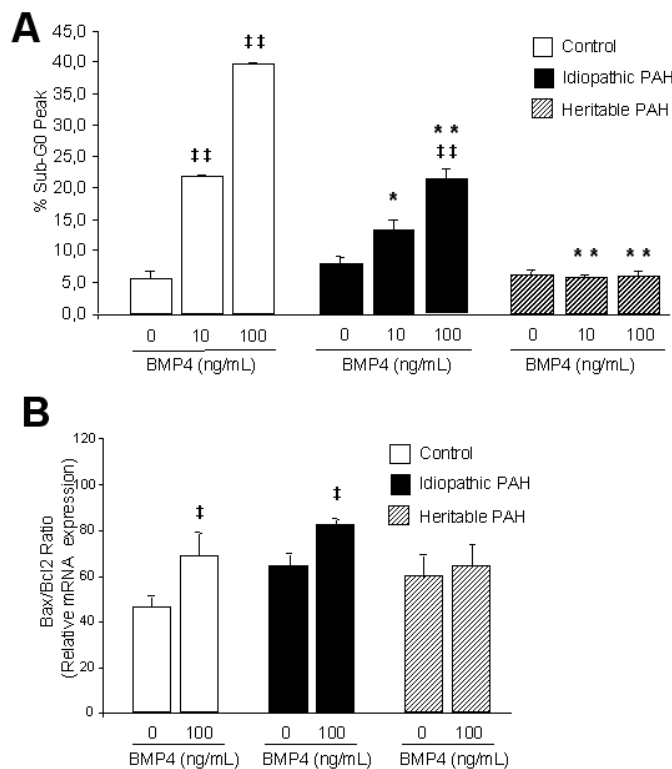 A
45,0
40,0
35,0
30,0
25,0
20,0
15,0
10,0
5,0
0,0
% Sub-G0 Peak
‡‡
‡‡
*
**
‡‡
**
**
Control
Idiopathic PAH
Heritable PAH
0 10 100
BMP4 (ng/mL)
0 10 100
BMP4 (ng/mL)
0 10 100
BMP4 (ng/mL)
B
120
100
80
60
40
20
0
Bax/Bcl2 Ratio
(Relative mRNA expression)
‡
‡
Control
Idiopathic PAH
Heritable PAH
0 100
BMP4 (ng/mL)
0 100
BMP4 (ng/mL)
0 100
BMP4 (ng/mL)